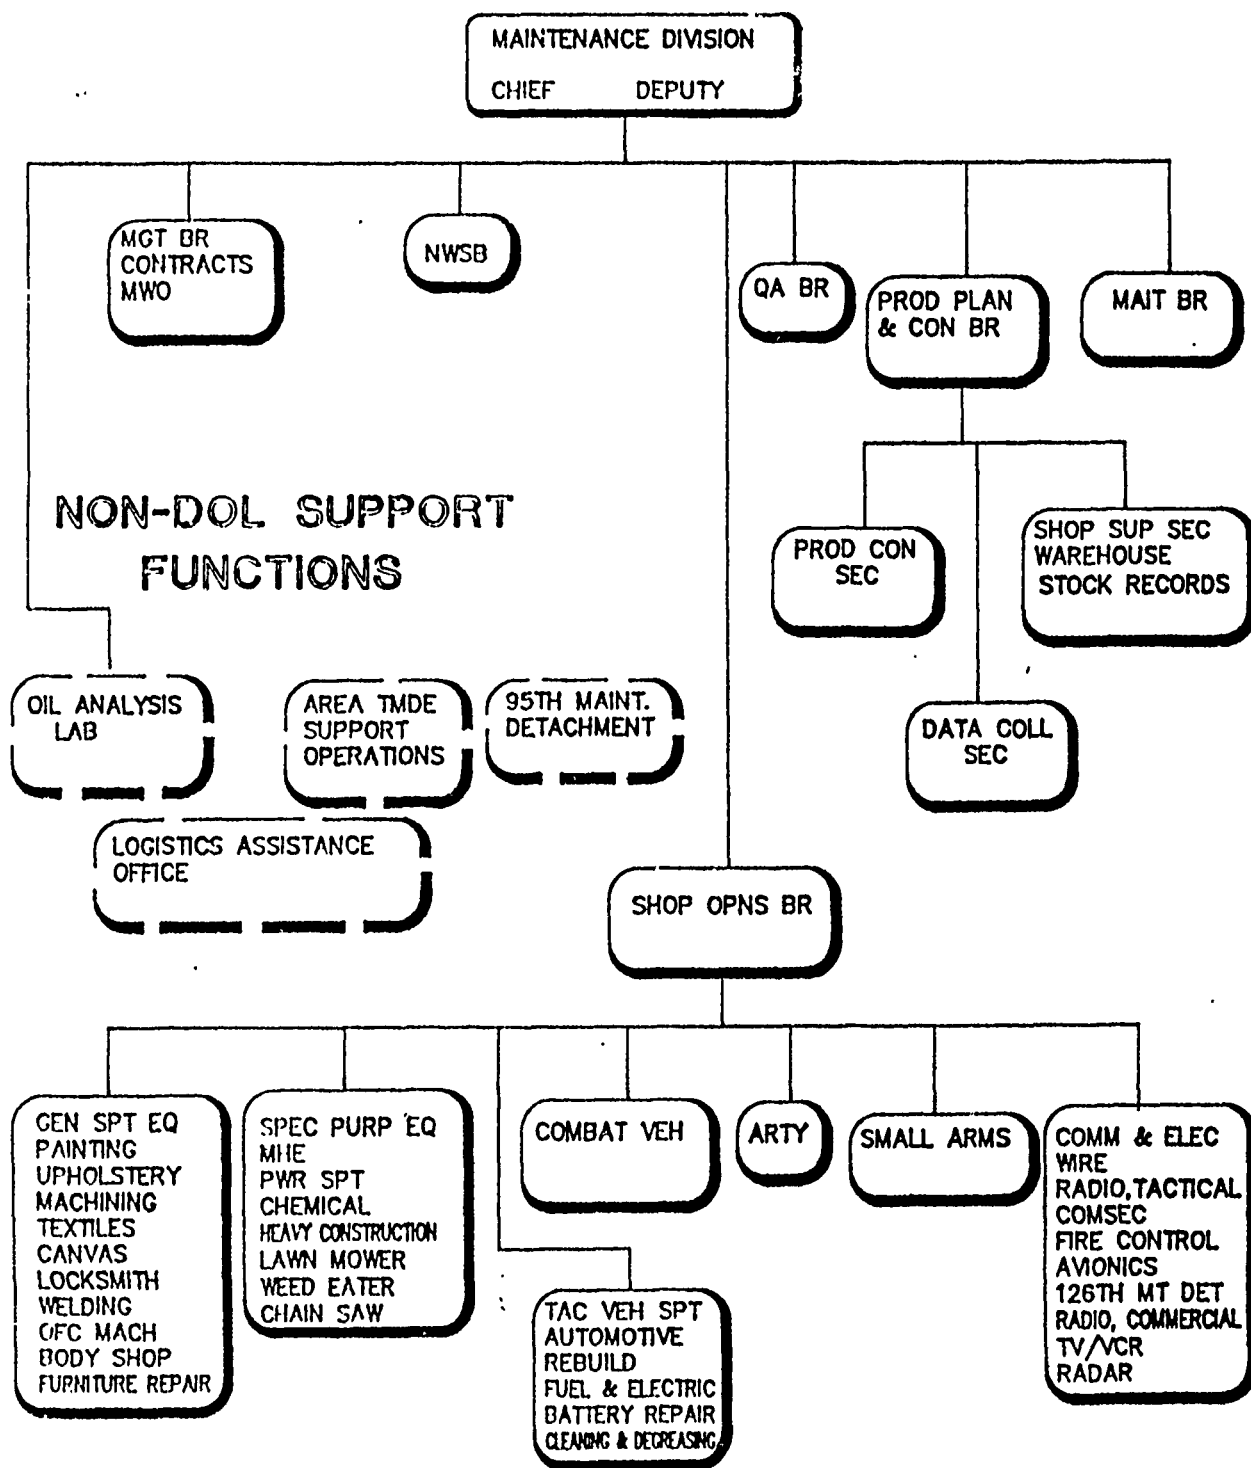 MAINTENANCE DIVISION
CHIEF DEPUTY
MGT BR
CONTRACTS
MWO
NWSB
QA BR
PROD PLAN
& CON BR
MAIT BR
NON-DOL SUPPORT
FUNCTIONS
PROD CON
SEC
SHOP SUP SEC
WAREHOUSE
STOCK RECORDS
DATA COLL
SEC
OIL ANALYSIS
LAB
AREA TMDE
SUPPORT
OPERATIONS
95TH MAINT.
DETACHMENT
LOGISTICS ASSISTANCE
OFFICE
SHOP OPNS BR
GEN SPT EQ
PAINTING
UPHOLSTERY
MACHINING
TEXTILES
CANVAS
LOCKSMITH
WELDING
OFC MACH
BODY SHOP
FURNITURE REPAIR
SPEC PURP EQ
MHE
PWR SPT
CHEMICAL
HEAVY CONSTRUCTION
LAWN MOWER
WEED EATER
CHAIN SAW
TAC VEH SPT
AUTOMOTIVE
REBUILD
FUEL & ELECTRIC
BATTERY REPAIR
CLEANING & DEGREASING
COMBAT VEH
ARTY
SMALL ARMS
COMM & ELEC
WIRE
RADIO, TACTICAL
COMSEC
FIRE CONTROL
AVIONICS
126TH MT DET
RADIO, COMMERCIAL
TV/VCR
RADAR